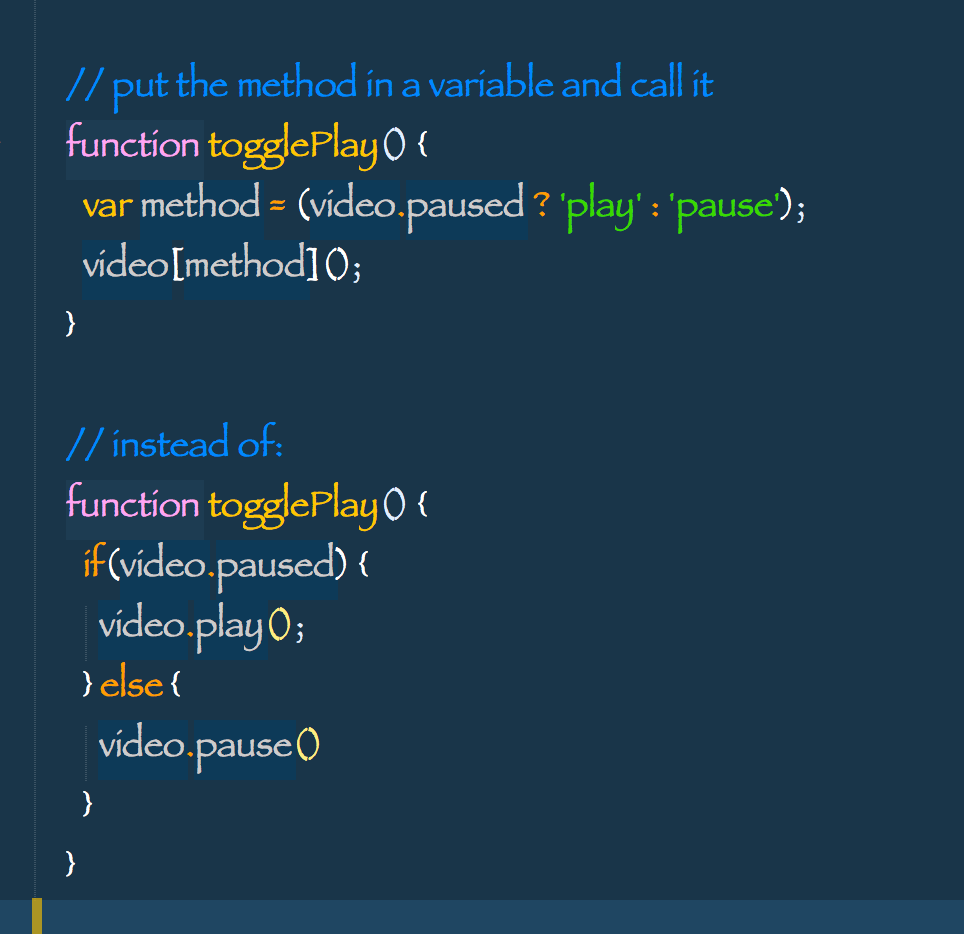 // put the method in a variable and call it
function togglePlay() {
var method = (video.paused ? 'play' : 'pause');
video[method]();
}
// instead of:
function togglePlay() {
if(video.paused) {
video.play();
} else {
video.pause()
}
}